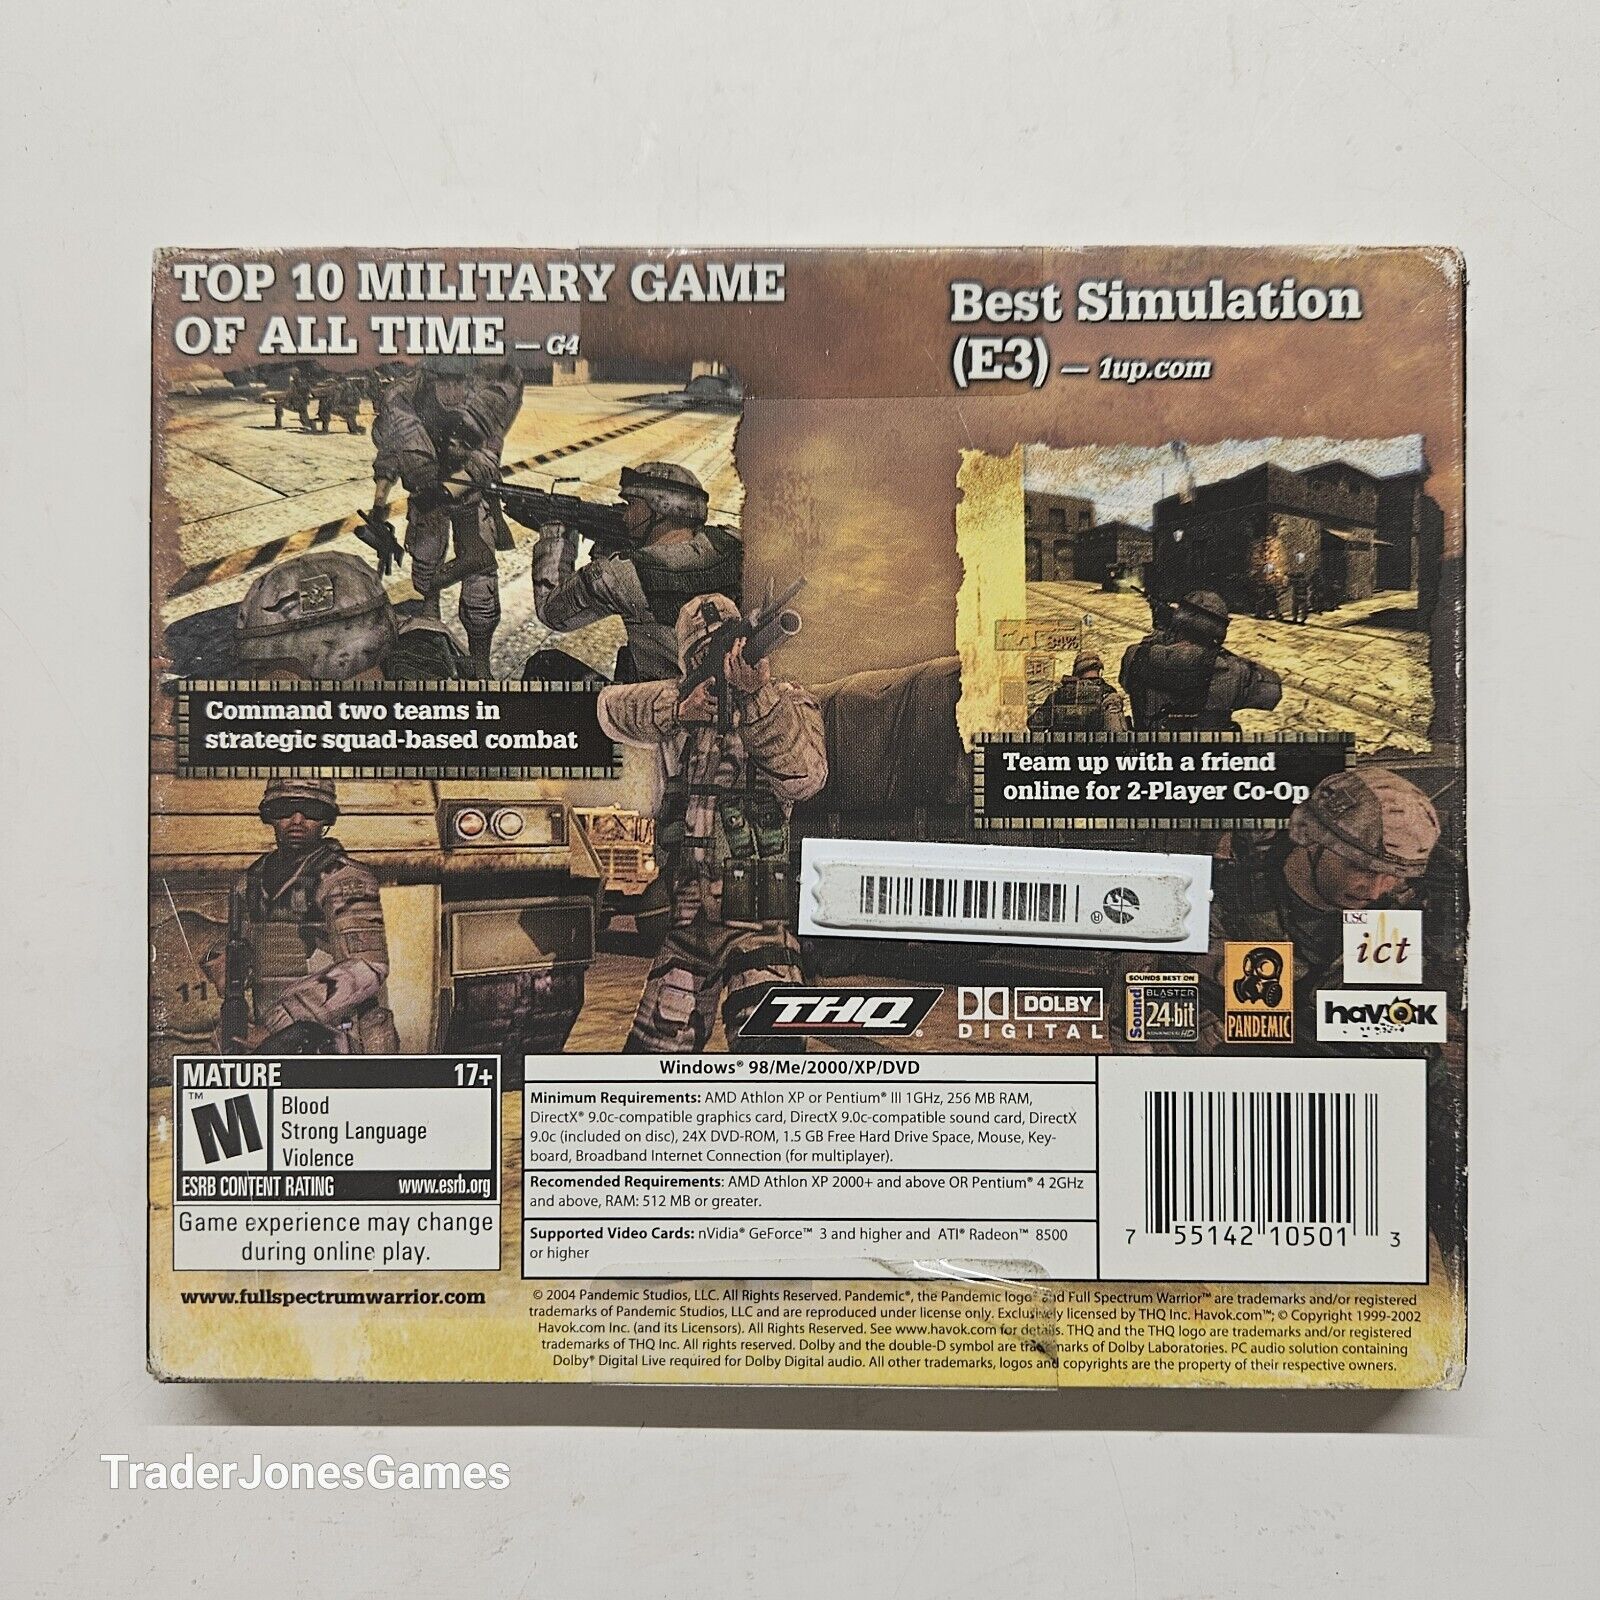 TOP 10 MILITARY GAME
OF ALL TIME — G4
Best Simulation
(E3) — 1up.com
84%
Command two teams in
strategic squad-based combat
Team up with a friend
online for 2-Player Co-Op
11
USC
ict
THQ®
DOLBY
DIGITAL
SOUNDS BEST ON
Sound
BLASTER
24-bit
ADVANCED HD
PANDEMIC
havok
®
MATURE 17+
™
M
Blood
Strong Language
Violence
ESRB CONTENT RATING www.esrb.org
Game experience may change
during online play.
www.fullspectrumwarrior.com
Windows® 98/Me/2000/XP/DVD
Minimum Requirements: AMD Athlon XP or Pentium® III 1GHz, 256 MB RAM,
DirectX® 9.0c-compatible graphics card, DirectX 9.0c-compatible sound card, DirectX
9.0c (included on disc), 24X DVD-ROM, 1.5 GB Free Hard Drive Space, Mouse, Key-
board, Broadband Internet Connection (for multiplayer).
Recomended Requirements: AMD Athlon XP 2000+ and above OR Pentium® 4 2GHz
and above, RAM: 512 MB or greater.
Supported Video Cards: nVidia® GeForce™ 3 and higher and ATI® Radeon™ 8500
or higher
7 55142 10501 3
© 2004 Pandemic Studios, LLC. All Rights Reserved. Pandemic®, the Pandemic logo® and Full Spectrum Warrior™ are trademarks and/or registered
trademarks of Pandemic Studios, LLC and are reproduced under license only. Exclusively licensed by THQ Inc. Havok.com™; © Copyright 1999-2002
Havok.com Inc. (and its Licensors). All Rights Reserved. See www.havok.com for details. THQ and the THQ logo are trademarks and/or registered
trademarks of THQ Inc. All rights reserved. Dolby and the double-D symbol are trademarks of Dolby Laboratories. PC audio solution containing
Dolby® Digital Live required for Dolby Digital audio. All other trademarks, logos and copyrights are the property of their respective owners.
TraderJonesGames